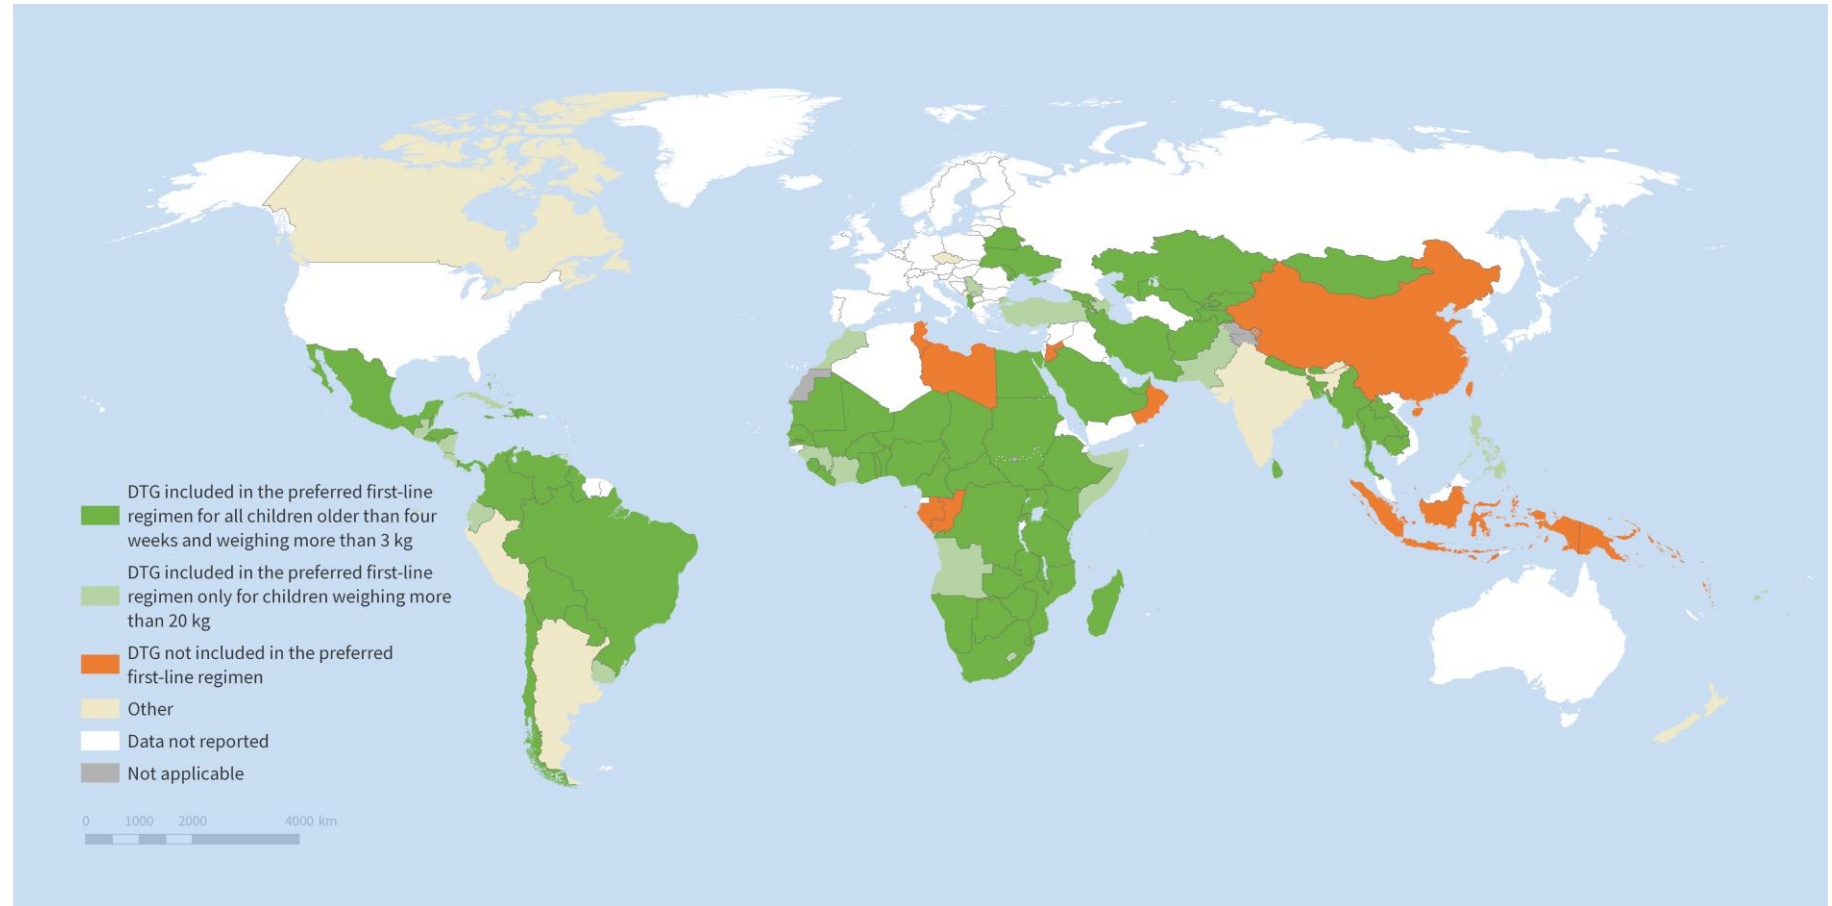 DTG included in the preferred first-line
regimen for all children older than four
weeks and weighing more than 3 kg
DTG included in the preferred first-line
regimen only for children weighing more
than 20 kg
DTG not included in the preferred
first-line regimen
Other
Data not reported
Not applicable
0 1000 2000 4000 km